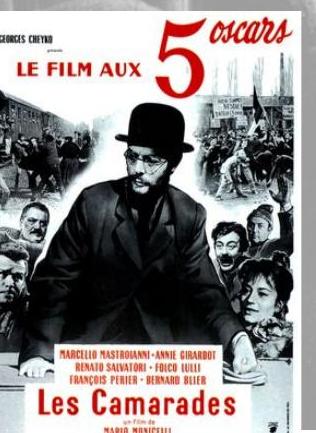 GEORGES CHEYKO
présente
LE FILM AUX 5 oscars
MARCELLO MASTROIANNI • ANNIE GIRARDOT
RENATO SALVATORI • FOLCO LULLI
FRANÇOIS PERIER • BERNARD BLIER
Les Camarades
un film de
MARIO MONICELLI